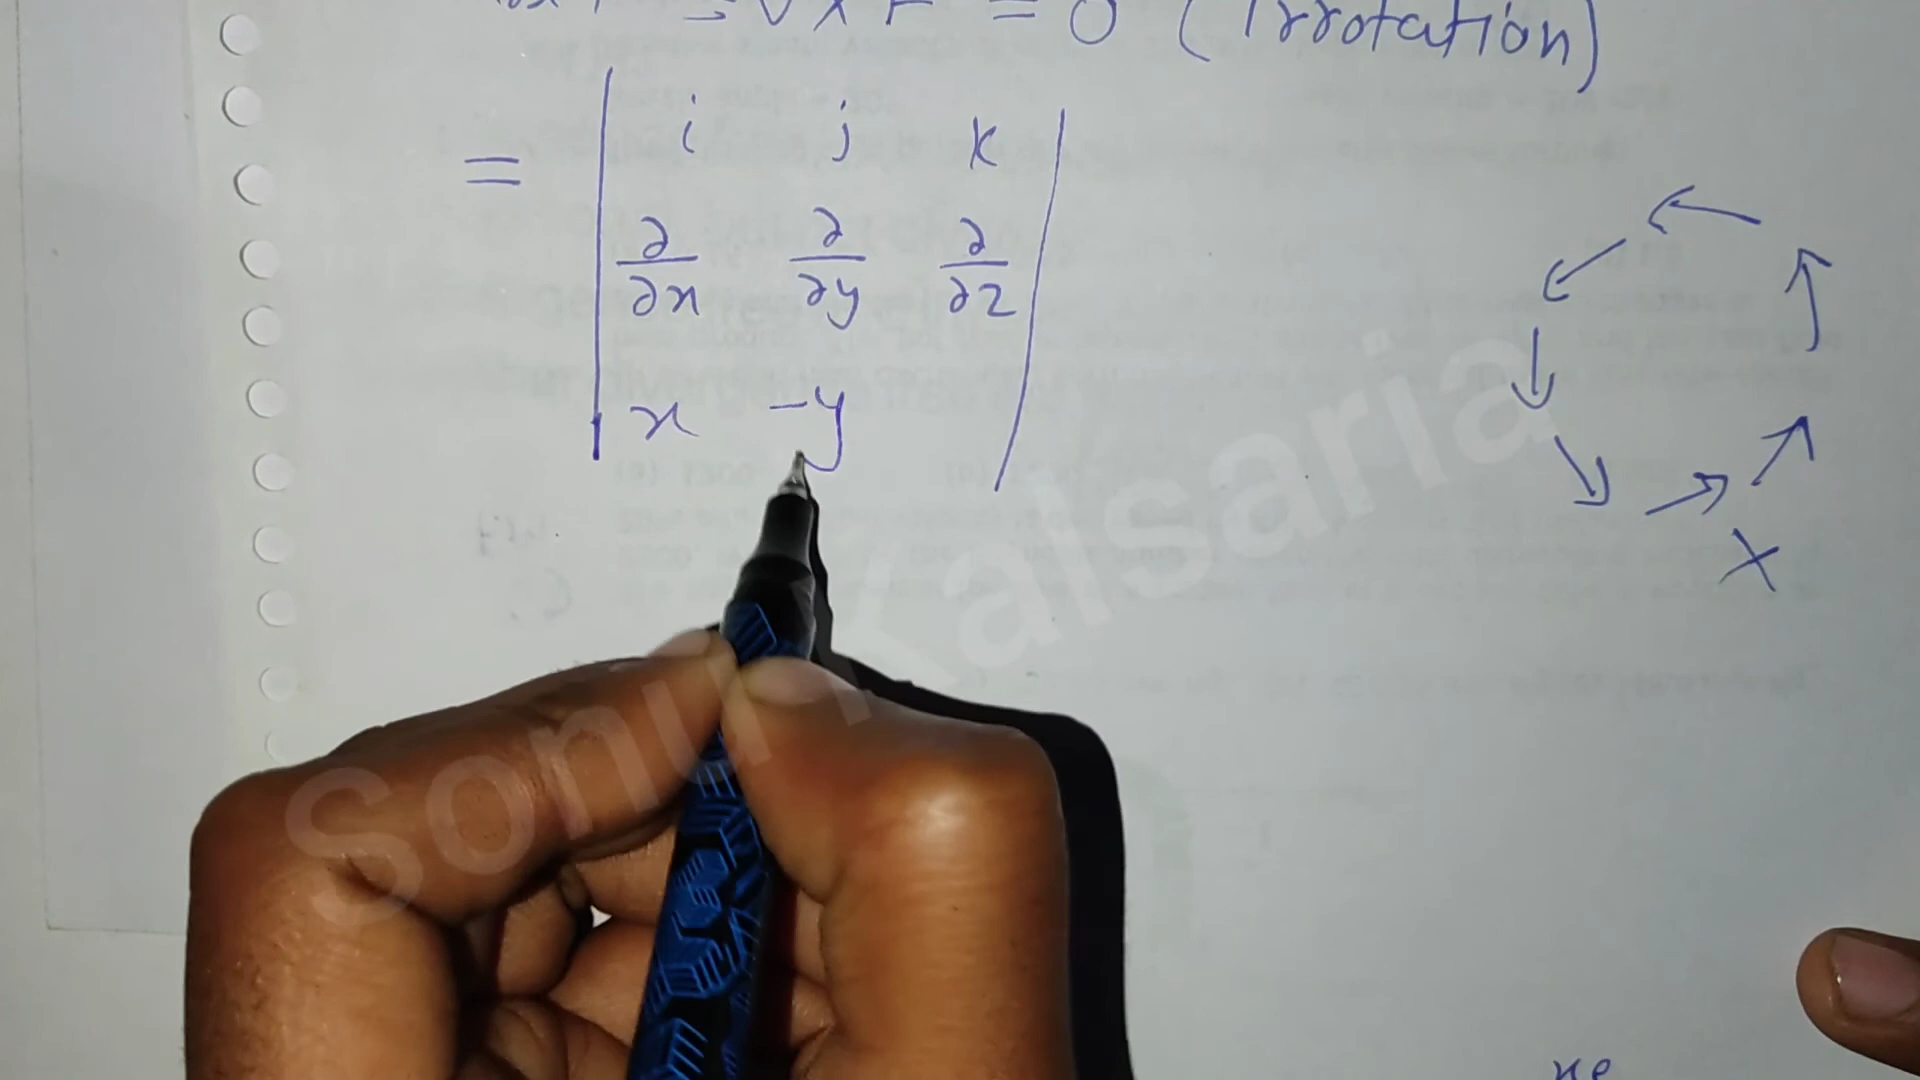 ∇ × F = 0 (Irrotation)
= | i j k |
| ∂/∂x ∂/∂y ∂/∂z |
| x -y |
x
Sonu Kalsaria